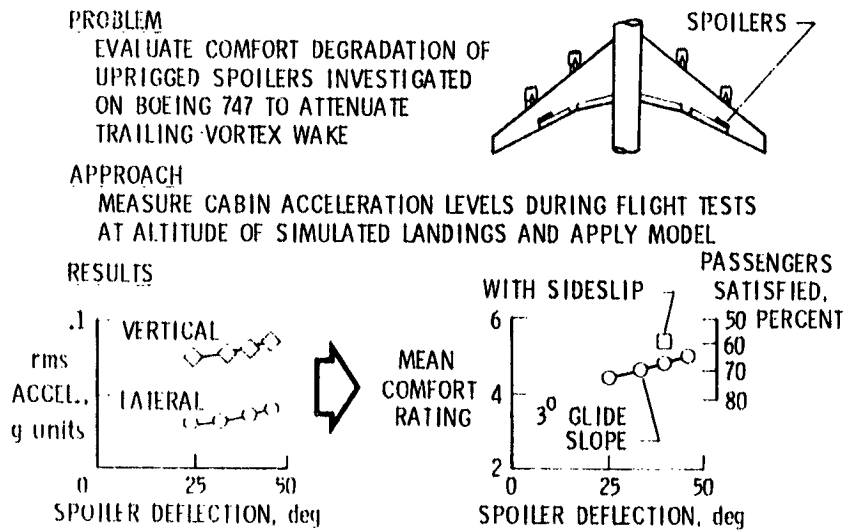 PROBLEM
EVALUATE COMFORT DEGRADATION OF
UPRIGGED SPOILERS INVESTIGATED
ON BOEING 747 TO ATTENUATE
TRAILING VORTEX WAKE
SPOILERS
APPROACH
MEASURE CABIN ACCELERATION LEVELS DURING FLIGHT TESTS
AT ALTITUDE OF SIMULATED LANDINGS AND APPLY MODEL
RESULTS
.1
VERTICAL
rms
ACCEL.,
g units
LATERAL
0 25 50
SPOILER DEFLECTION, deg
MEAN
COMFORT
RATING
WITH SIDESLIP
PASSENGERS
SATISFIED,
PERCENT
6
4
2
50
60
70
80
3° GLIDE
SLOPE
0 25 50
SPOILER DEFLECTION, deg